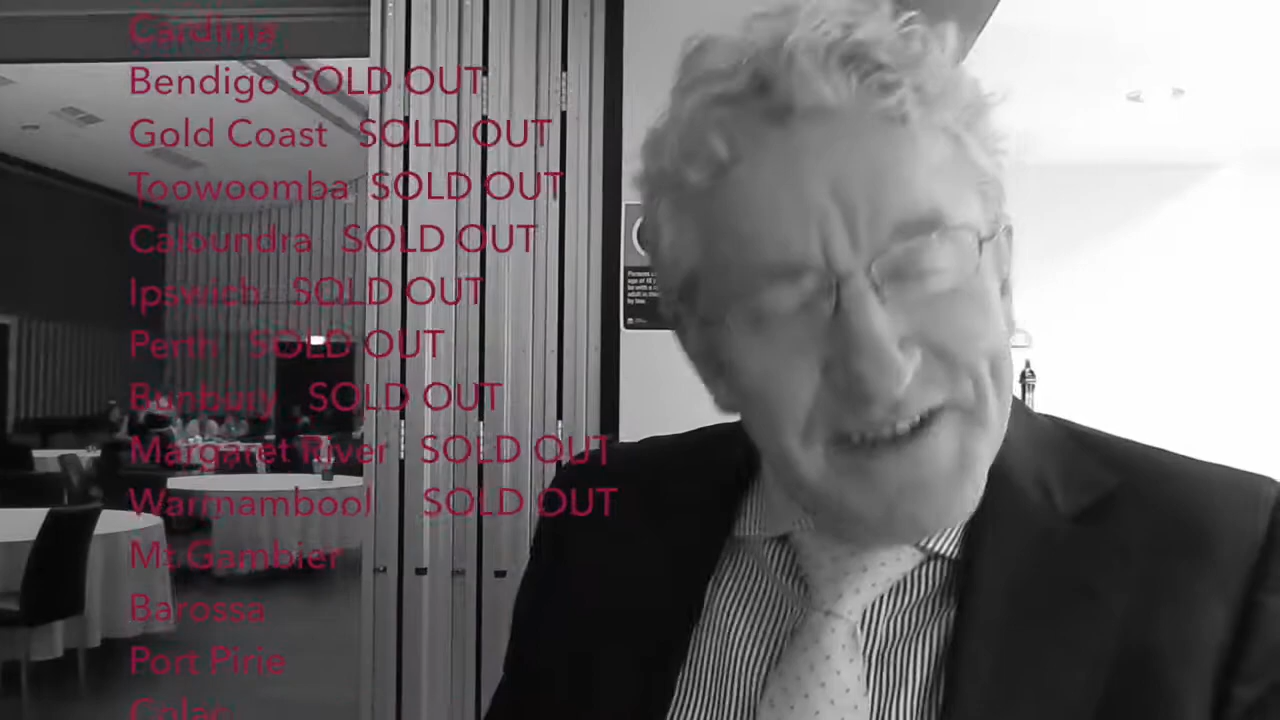 Cardinia
Bendigo SOLD OUT
Gold Coast SOLD OUT
Toowoomba SOLD OUT
Caloundra SOLD OUT
Ipswich SOLD OUT
Perth SOLD OUT
Bunbury SOLD OUT
Margaret River SOLD OUT
Warrnambool SOLD OUT
Mt Gambier
Barossa
Port Pirie
Colac